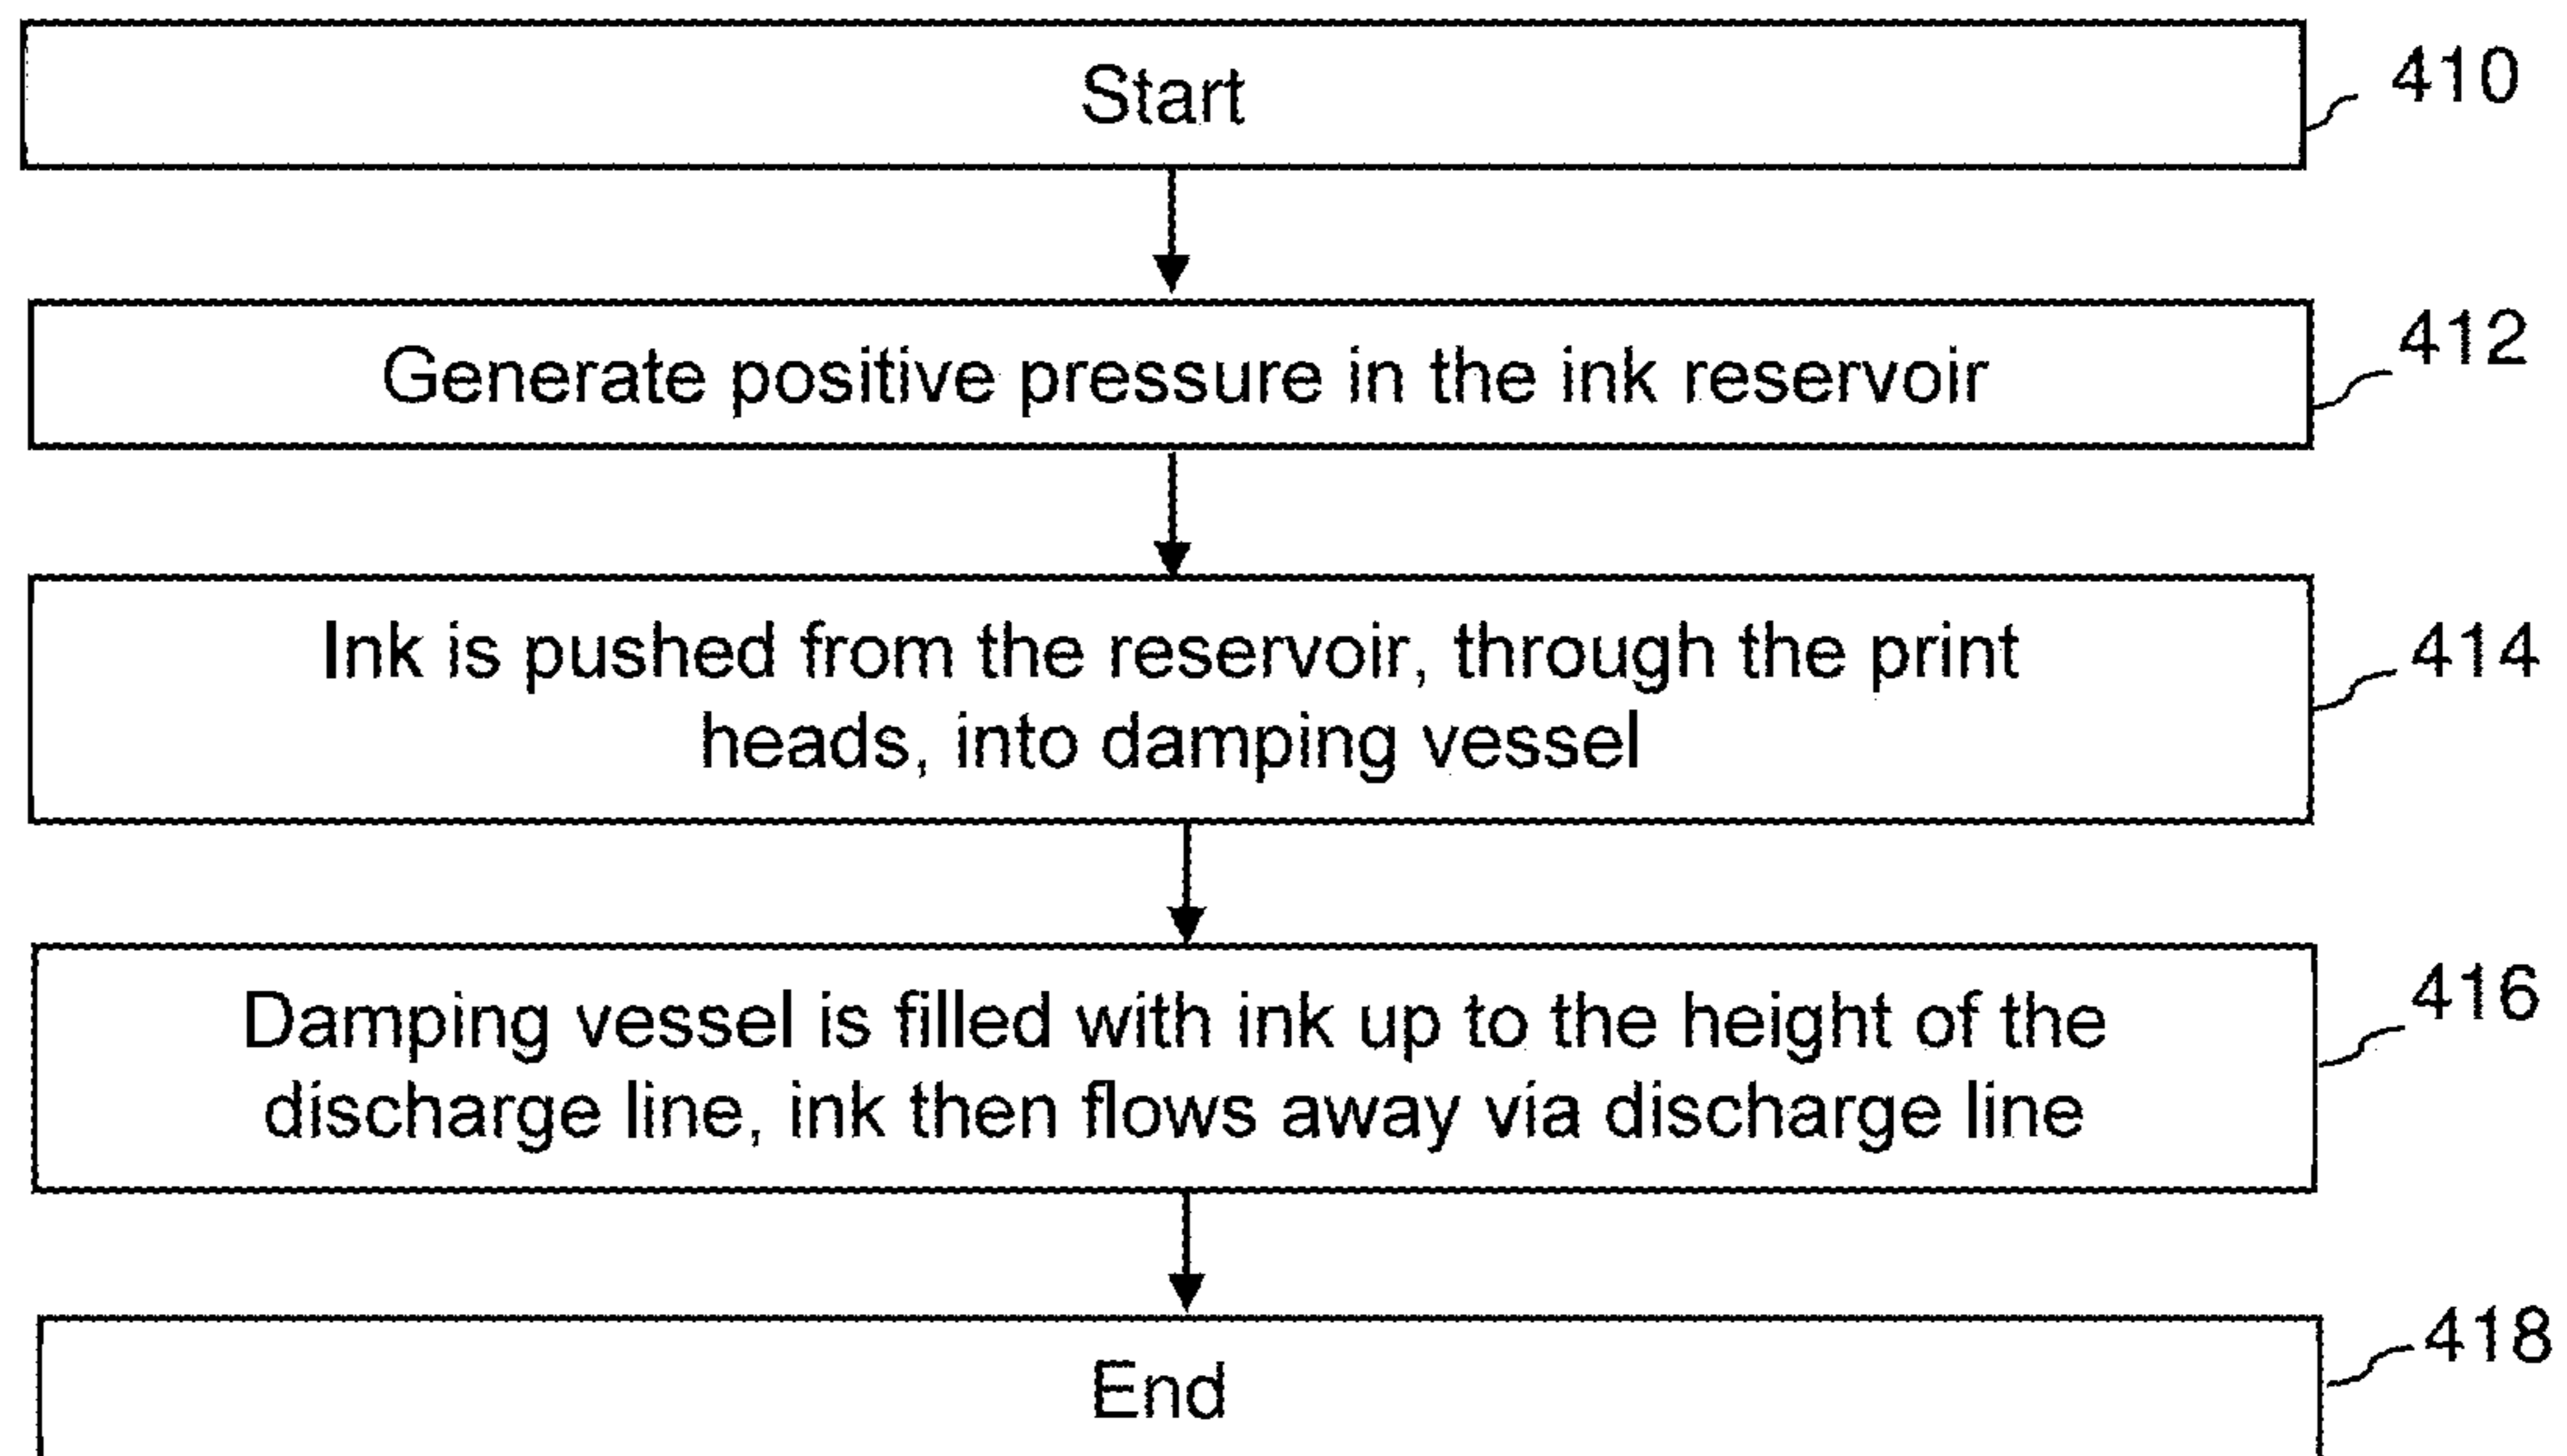 Start
410
Generate positive pressure in the ink reservoir
412
Ink is pushed from the reservoir, through the print
heads, into damping vessel
414
Damping vessel is filled with ink up to the height of the
discharge line, ink then flows away via discharge line
416
End
418